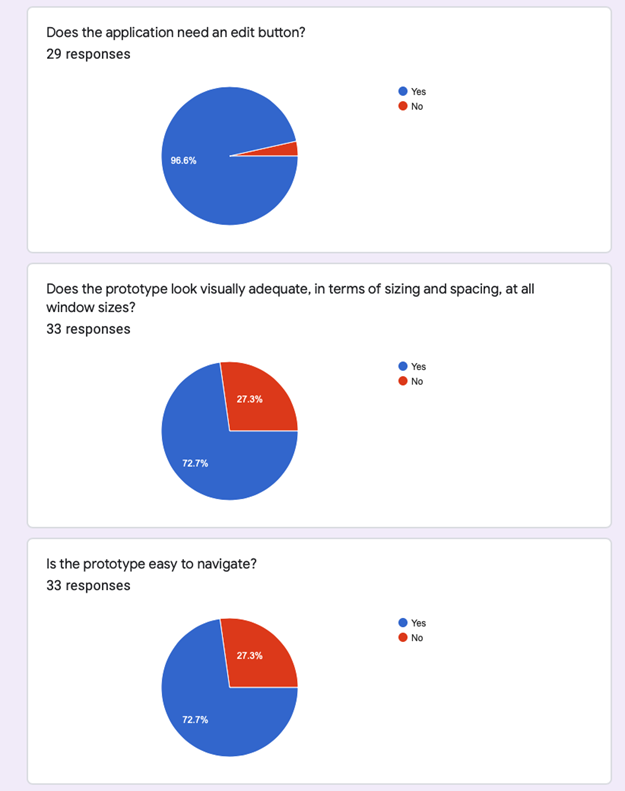 Does the application need an edit button?
29 responses
Yes
No
96.6%
Does the prototype look visually adequate, in terms of sizing and spacing, at all
window sizes?
33 responses
Yes
No
27.3%
72.7%
Is the prototype easy to navigate?
33 responses
Yes
No
27.3%
72.7%